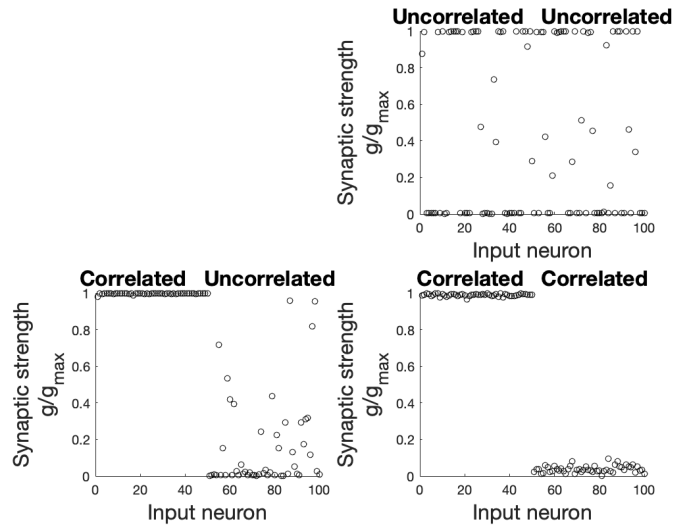 Uncorrelated Uncorrelated
Synaptic strength
g/gmax
1
0.8
0.6
0.4
0.2
0
0 20 40 60 80 100
Input neuron
Correlated Uncorrelated
Synaptic strength
g/gmax
1
0.8
0.6
0.4
0.2
0
0 20 40 60 80 100
Input neuron
Correlated Correlated
Synaptic strength
g/gmax
1
0.8
0.6
0.4
0.2
0
0 20 40 60 80 100
Input neuron